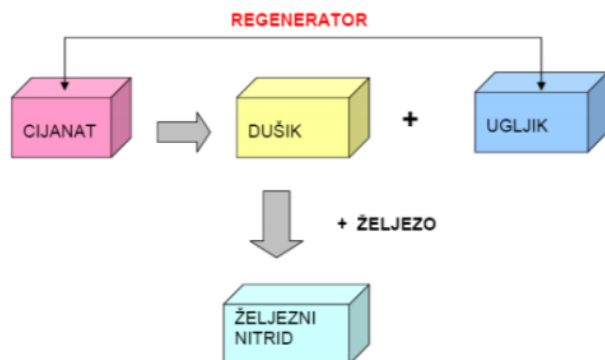 REGENERATOR
CIJANAT
DUŠIK
+
UGLJIK
+ ŽELJEZO
ŽELJEZNI
NITRID